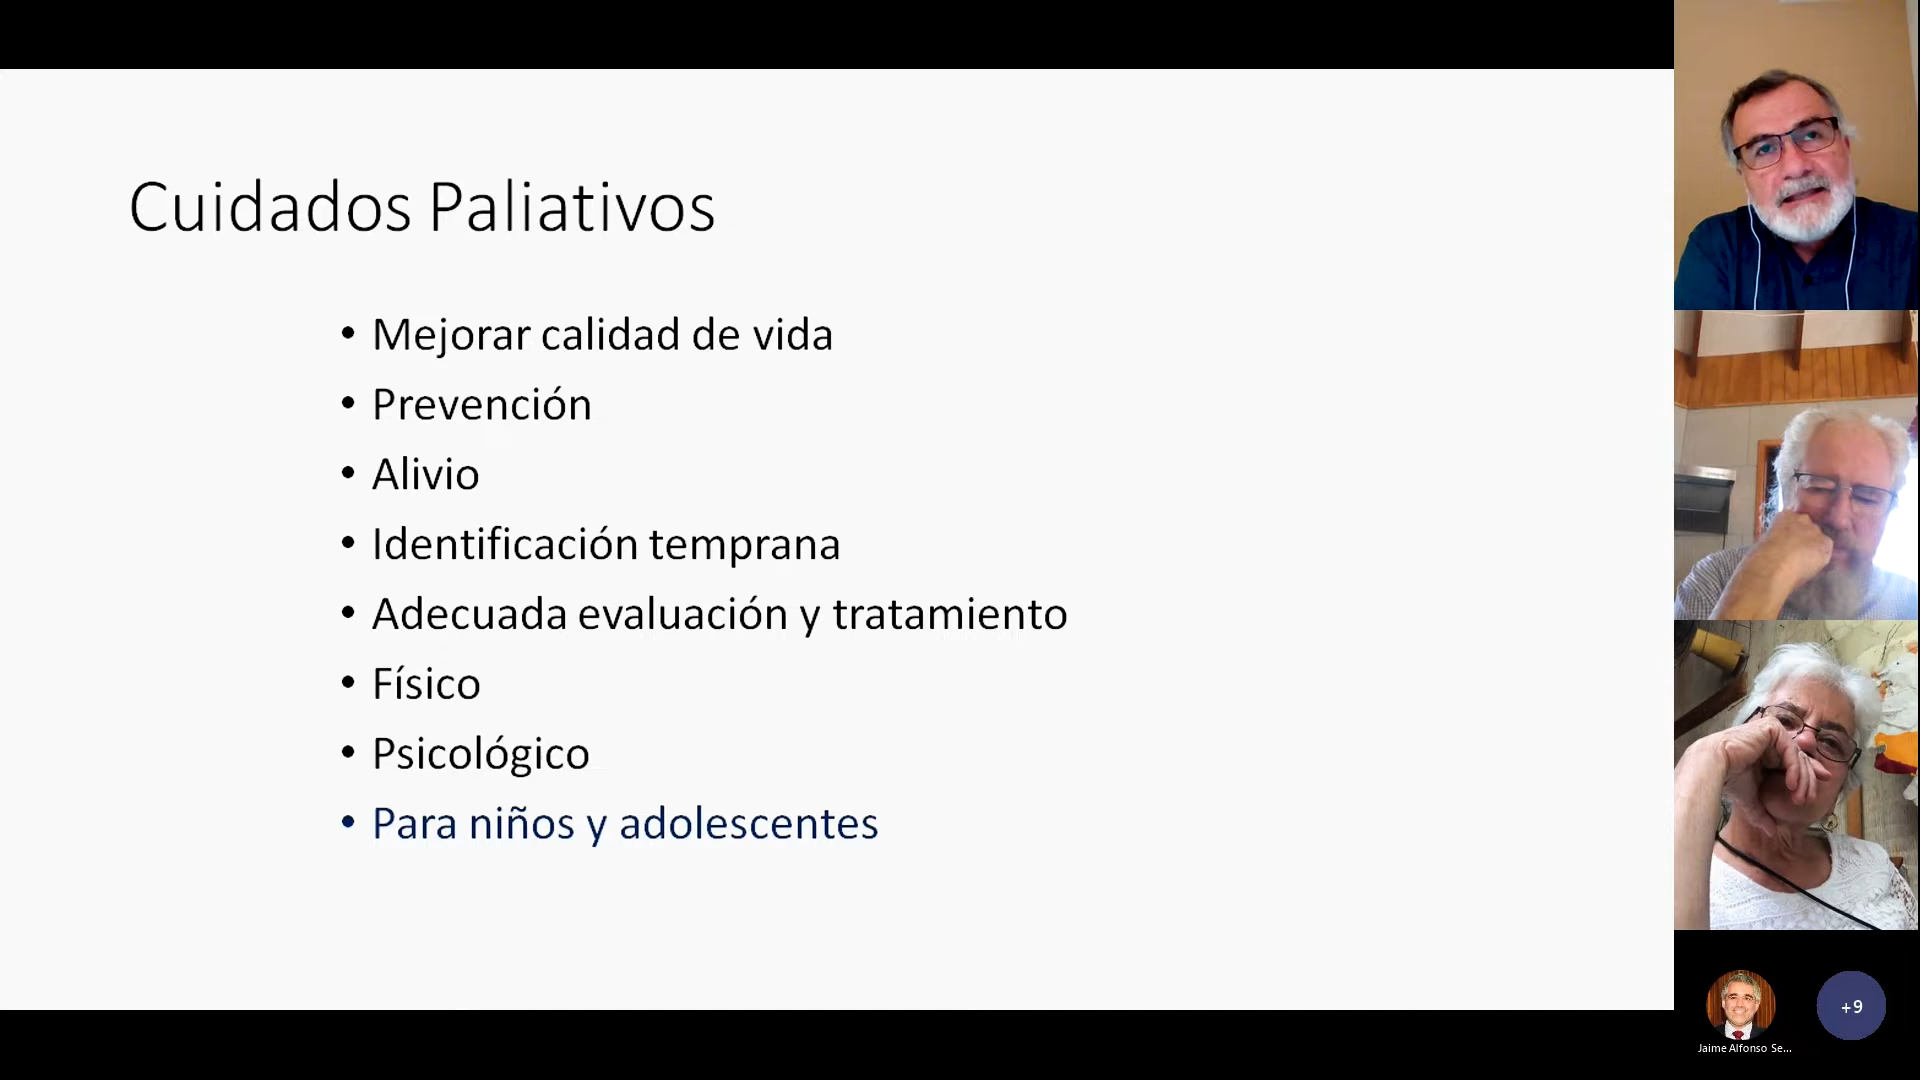 Cuidados Paliativos
• Mejorar calidad de vida
• Prevención
• Alivio
• Identificación temprana
• Adecuada evaluación y tratamiento
• Físico
• Psicológico
• Para niños y adolescentes
+9
Jaime Alfonso Se...